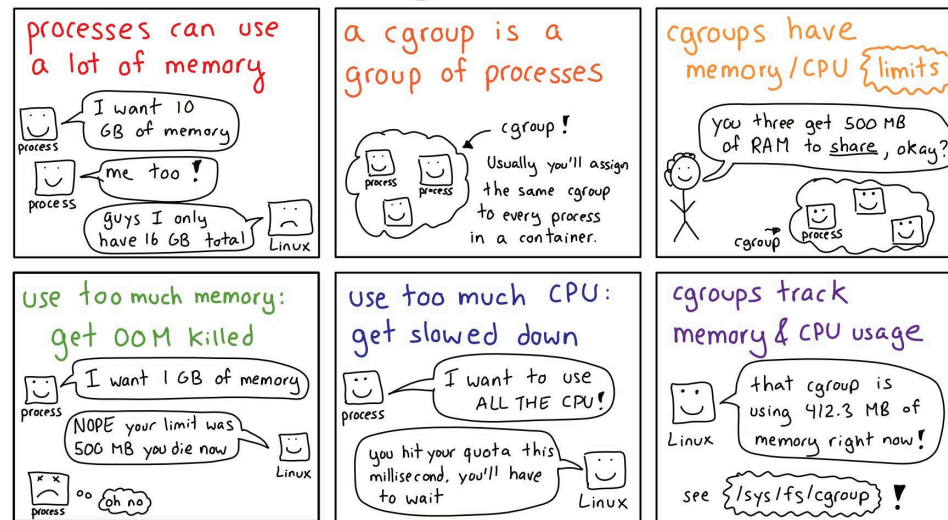 processes can use
a lot of memory
I want 10
GB of memory
process
me too!
process
guys I only
have 16 GB total
Linux
a cgroup is a
group of processes
cgroup!
process
process
Usually you'll assign
the same cgroup
to every process
in a container.
cgroups have
memory/CPU limits
you three get 500 MB
of RAM to share, okay?
cgroup
process
use too much memory:
get OOM killed
I want 1 GB of memory
process
NOPE your limit was
500 MB you die now
Linux
process
oh no
use too much CPU:
get slowed down
I want to use
ALL THE CPU!
process
you hit your quota this
millisecond, you'll have
to wait
Linux
cgroups track
memory & CPU usage
that cgroup is
using 412.3 MB of
memory right now!
Linux
see /sys/fs/cgroup!